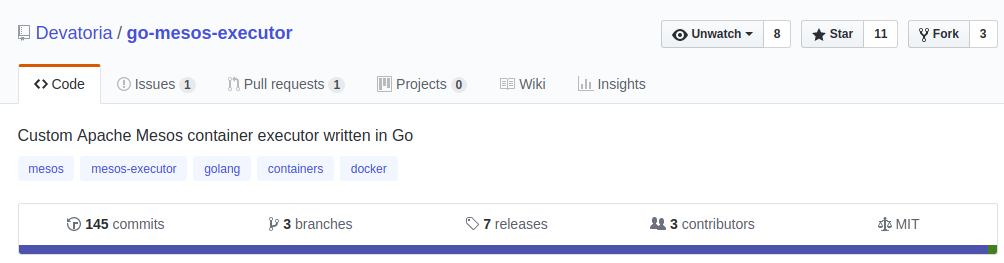 Devatoria / go-mesos-executor Unwatch 8 Star 11 Fork 3
Code Issues 1 Pull requests 1 Projects 0 Wiki Insights
Custom Apache Mesos container executor written in Go
mesos mesos-executor golang containers docker
145 commits 3 branches 7 releases 3 contributors MIT